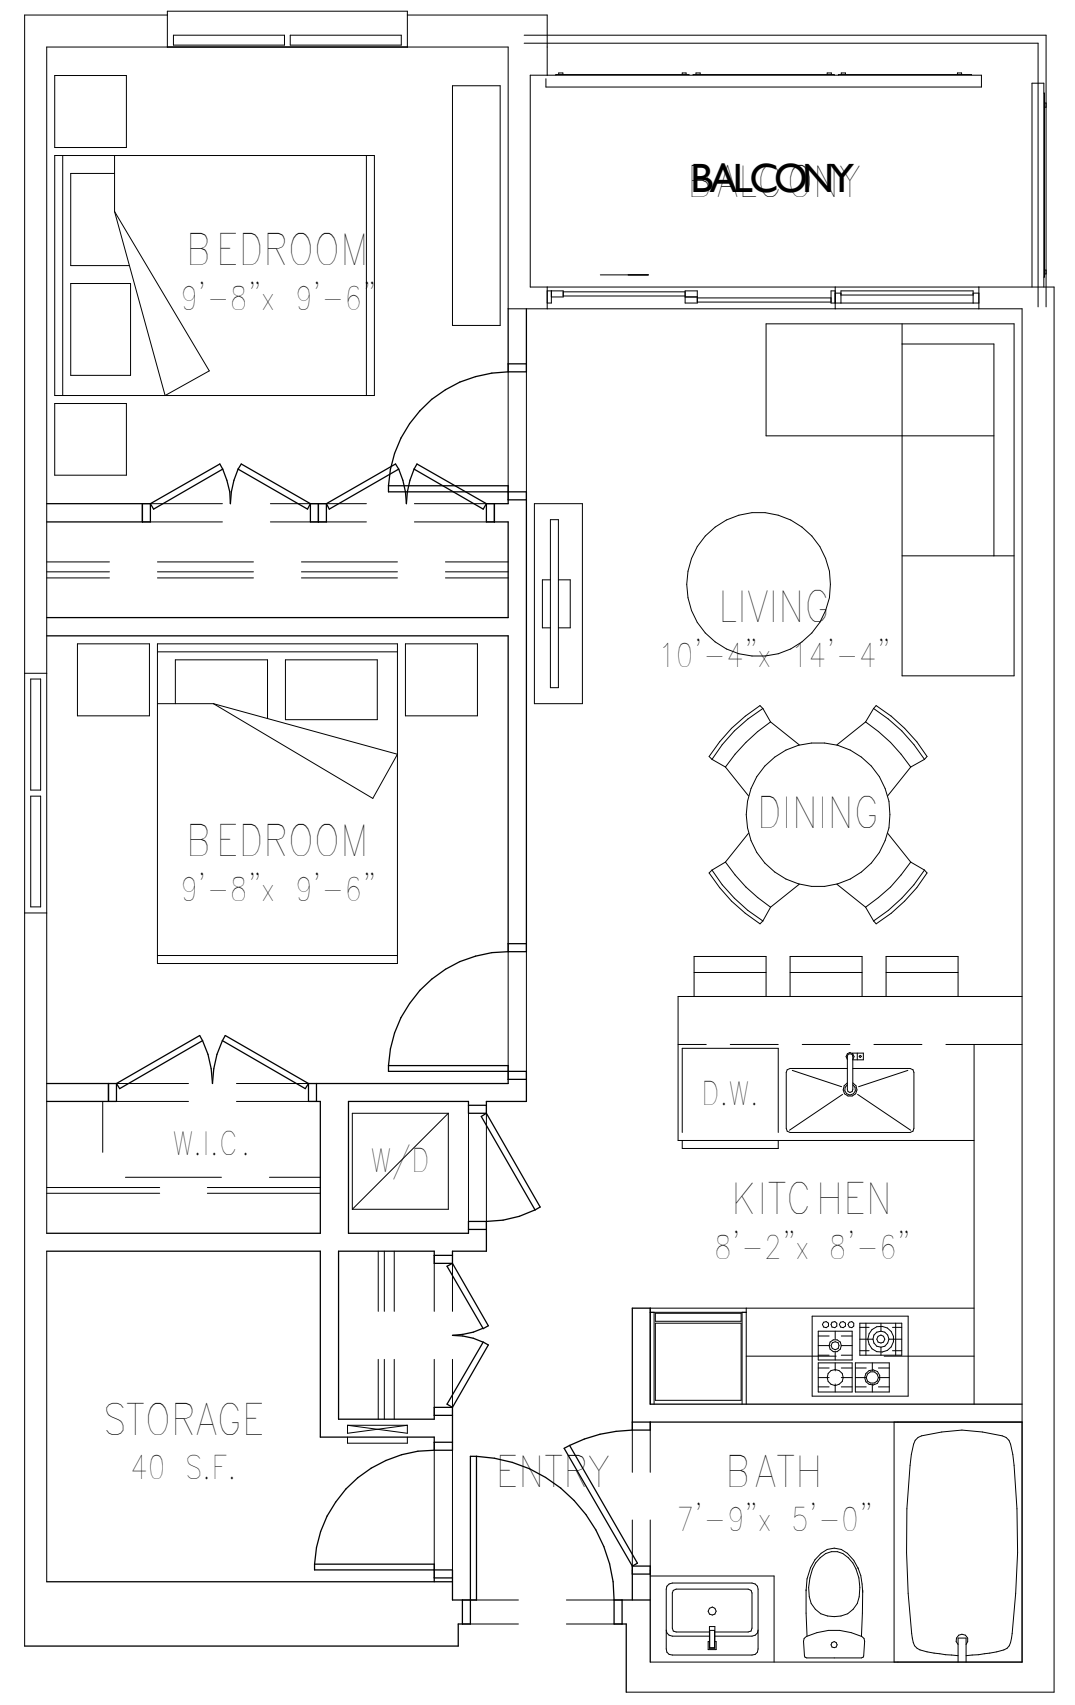 BALCONY
BEDROOM
9'-8"x 9'-6"
LIVING
10'-4"x 14'-4"
DINING
BEDROOM
9'-8"x 9'-6"
D.W.
W.I.C.
W/D
KITCHEN
8'-2"x 8'-6"
STORAGE
40 S.F.
ENTRY
BATH
7'-9"x 5'-0"